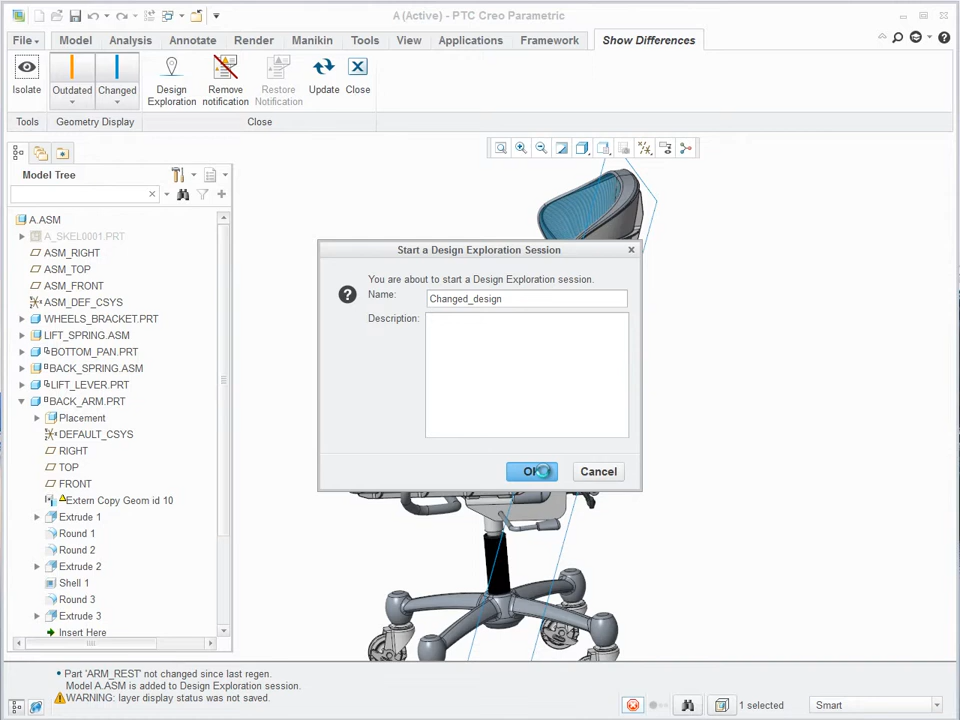 A (Active) - PTC Creo Parametric
File Model Analysis Annotate Render Manikin Tools View Applications Framework Show Differences
Isolate Outdated Changed Design Exploration Remove notification Restore Notification Update Close
Tools Geometry Display Close
Model Tree
A.ASM
A_SKEL0001.PRT
ASM_RIGHT
ASM_TOP
ASM_FRONT
ASM_DEF_CSYS
WHEELS_BRACKET.PRT
LIFT_SPRING.ASM
BOTTOM_PAN.PRT
BACK_SPRING.ASM
LIFT_LEVER.PRT
BACK_ARM.PRT
Placement
DEFAULT_CSYS
RIGHT
TOP
FRONT
Extern Copy Geom id 10
Extrude 1
Round 1
Round 2
Extrude 2
Shell 1
Round 3
Extrude 3
Insert Here
Start a Design Exploration Session
You are about to start a Design Exploration session.
Name: Changed_design
Description:
OK Cancel
• Part 'ARM_REST' not changed since last regen.
Model A.ASM is added to Design Exploration session.
WARNING: layer display status was not saved.
1 selected Smart